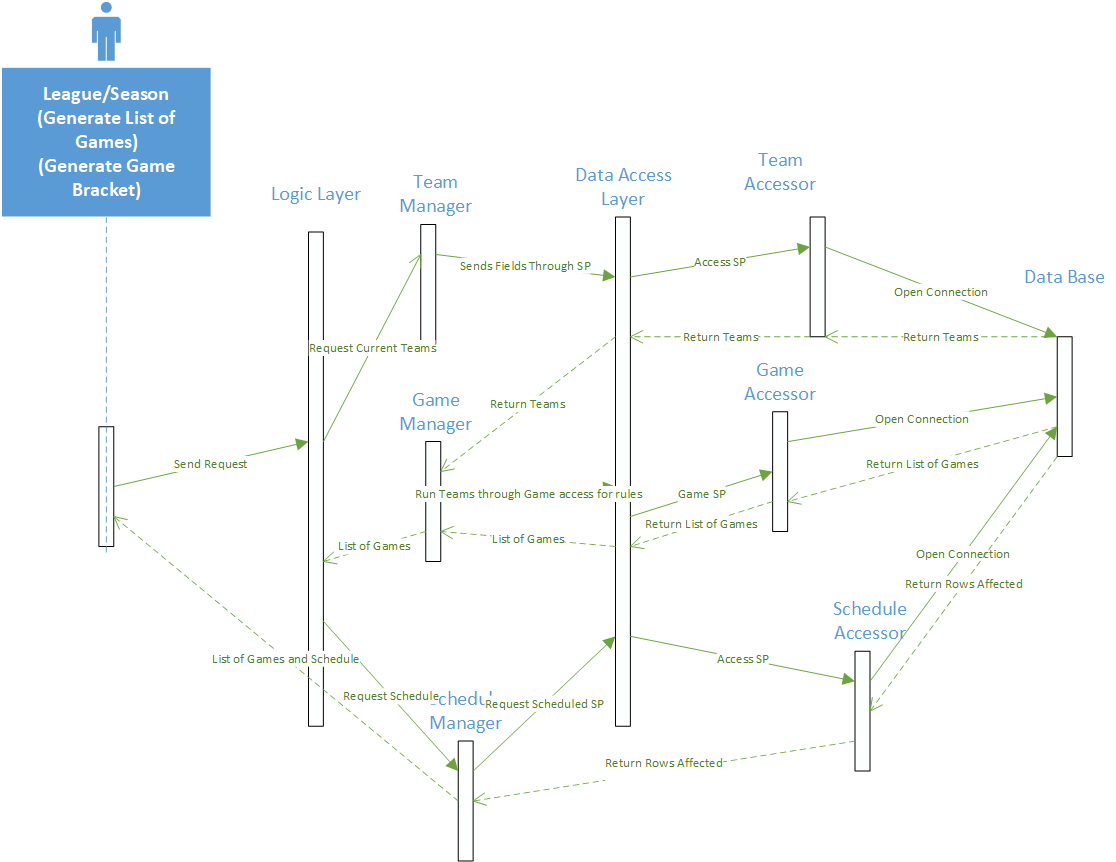 League/Season
(Generate List of
Games)
(Generate Game
Bracket)
Logic Layer
Team
Manager
Data Access
Layer
Team
Accessor
Data Base
Sends Fields Through SP
Access SP
Open Connection
Request Current Teams
Return Teams
Return Teams
Game
Manager
Return Teams
Game
Accessor
Open Connection
Send Request
Return List of Games
Run Teams through Game access for rules
Game SP
Return List of Games
List of Games
List of Games
Open Connection
Return Rows Affected
Schedule
Accessor
List of Games and Schedule
Access SP
Request Schedule
Request Scheduled SP
Manager
Return Rows Affected